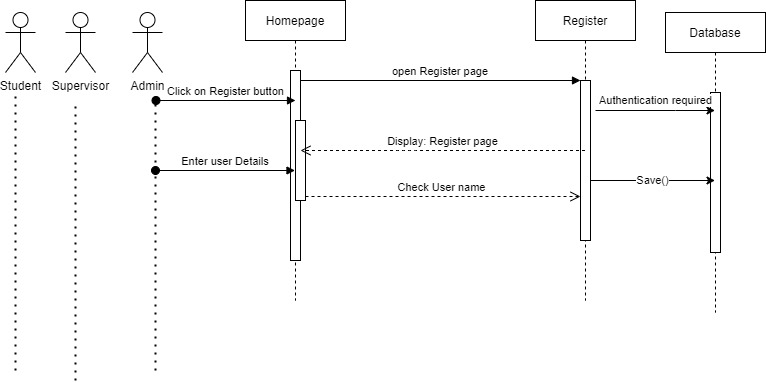 Homepage
Register
Database
Student
Supervisor
Admin
open Register page
Click on Register button
Authentication required
Display: Register page
Enter user Details
Save()
Check User name